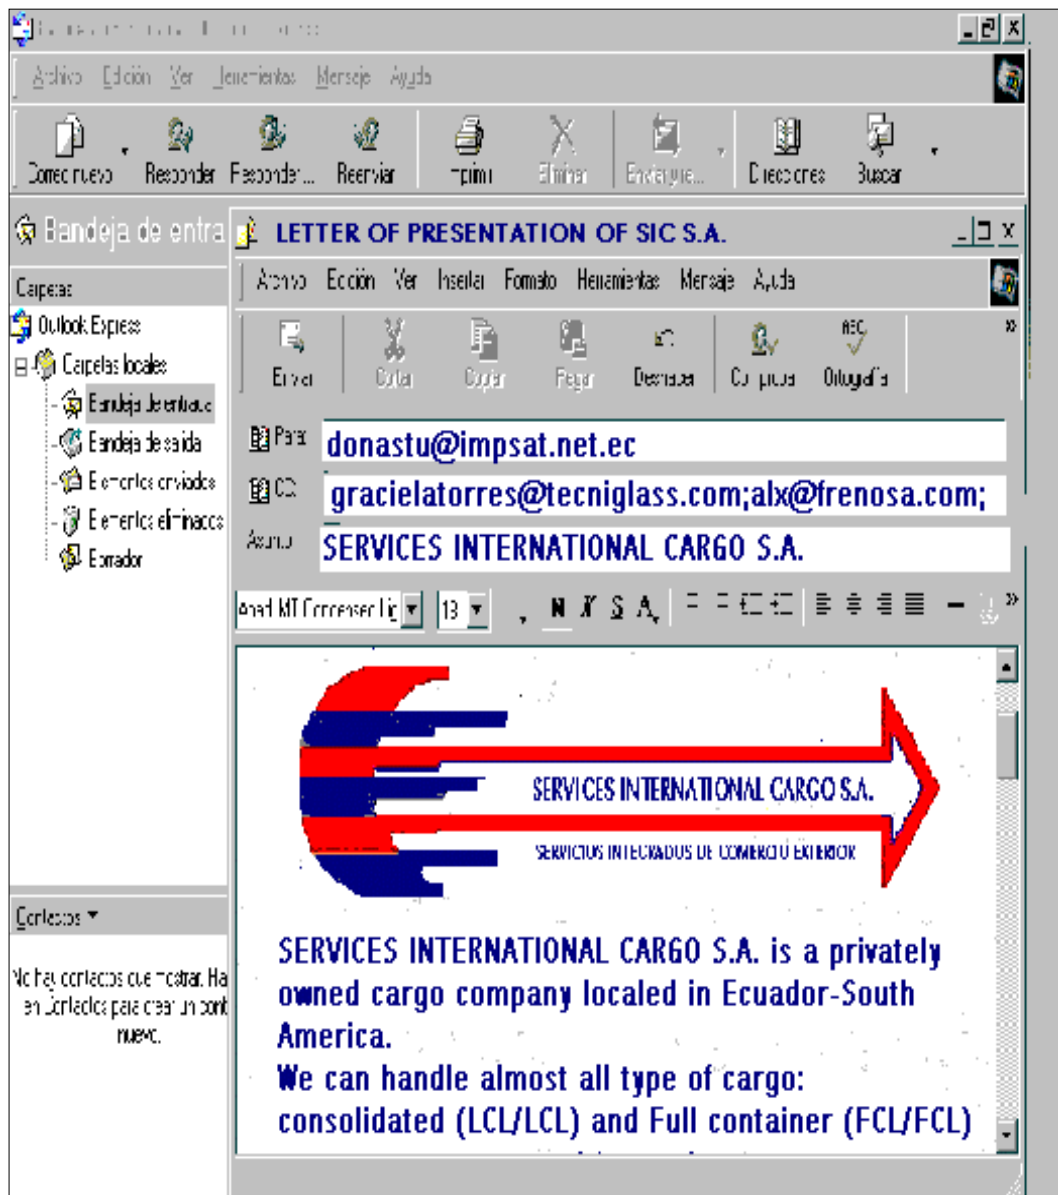 Archivo Edición Ver Herramientas Mensaje Ayuda
Correo nuevo Responder Responder... Reenviar Imprimir Eliminar Enviar y re... Direcciones Buscar
Bandeja de entra
LETTER OF PRESENTATION OF SIC S.A.
Carpetas
Outlook Express
Carpetas locales
Bandeja de entrada
Bandeja de salida
Elementos enviados
Elementos eliminados
Borrador
Contactos
No hay contactos que mostrar. Ha
en Contactos para crear un cont
nuevo.
Archivo Edición Ver Insertar Formato Herramientas Mensaje Ayuda
Enviar Cortar Copiar Pegar Deshacer Comprobar Ortografía
Para: donastu@impsat.net.ec
CC: gracielatorres@tecniglass.com;alx@frenosa.com;
Asunto: SERVICES INTERNATIONAL CARGO S.A.
N K S A
SERVICES INTERNATIONAL CARGO S.A.
SERVICIOS INTEGRADOS DE COMERCIO EXTERIOR
SERVICES INTERNATIONAL CARGO S.A. is a privately
owned cargo company localed in Ecuador-South
America.
We can handle almost all type of cargo:
consolidated (LCL/LCL) and Full container (FCL/FCL)